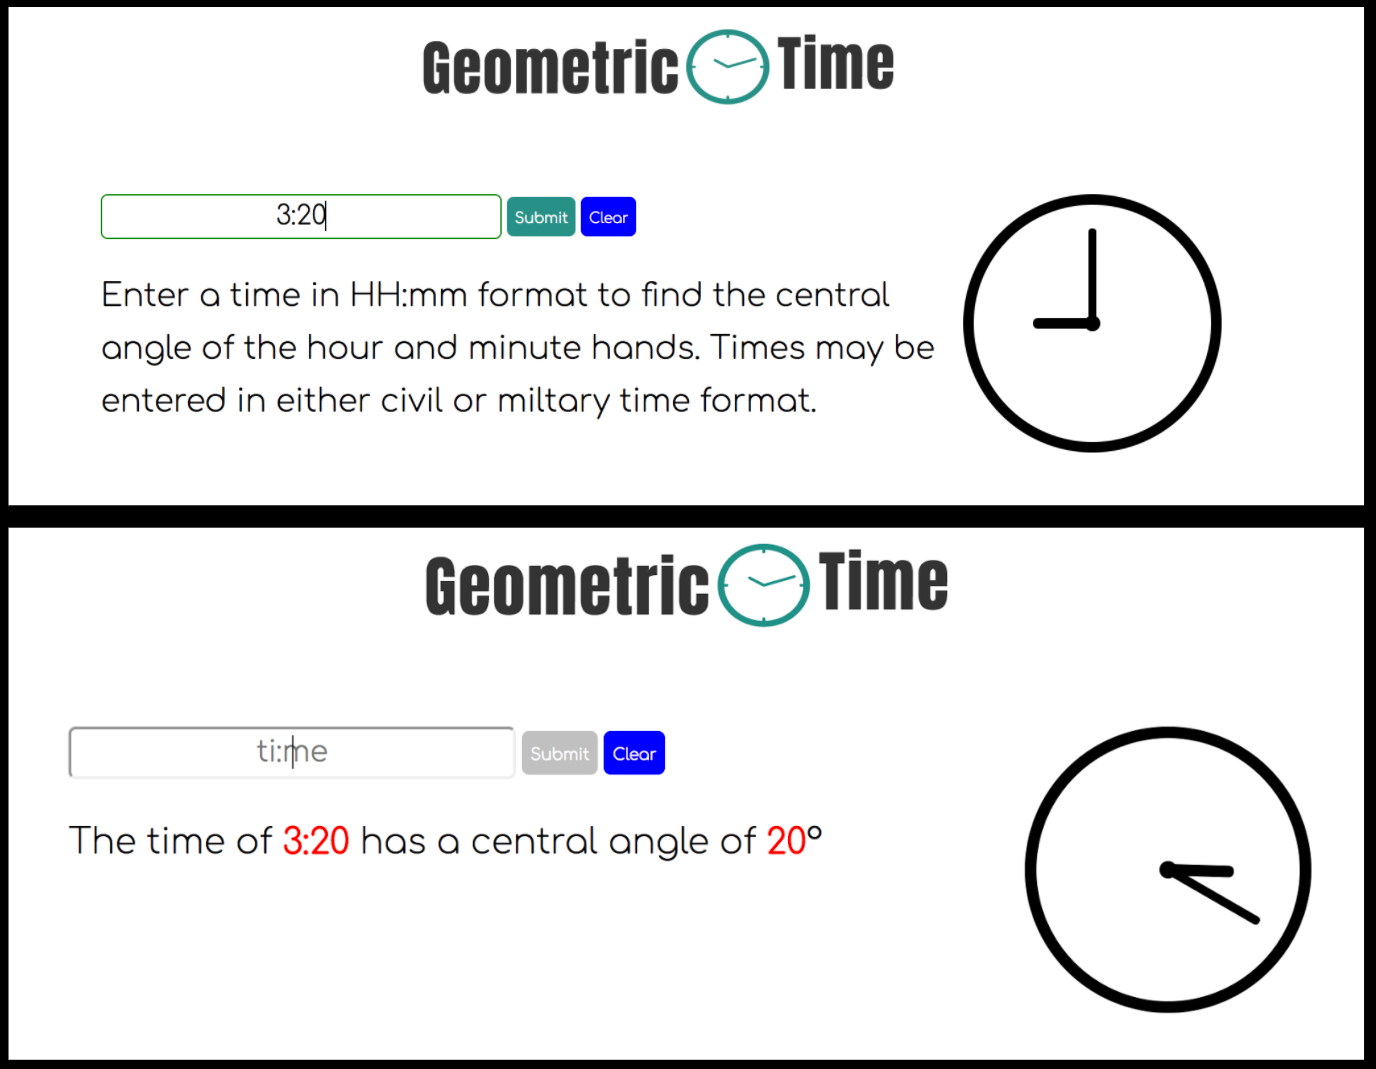 Geometric Time
3:20 Submit Clear
Enter a time in HH:mm format to find the central
angle of the hour and minute hands. Times may be
entered in either civil or miltary time format.
Geometric Time
ti:me Submit Clear
The time of 3:20 has a central angle of 20°